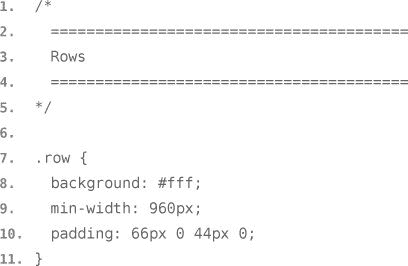 1. /*
2. ========================================
3. Rows
4. ========================================
5. */
6.
7. .row {
8. background: #fff;
9. min-width: 960px;
10. padding: 66px 0 44px 0;
11. }